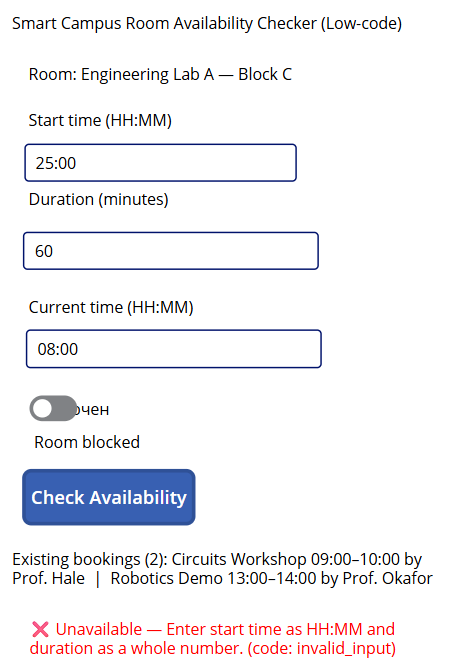 Smart Campus Room Availability Checker (Low-code)
Room: Engineering Lab A — Block C
Start time (HH:MM)
25:00
Duration (minutes)
60
Current time (HH:MM)
08:00
Room blocked
Check Availability
Existing bookings (2): Circuits Workshop 09:00–10:00 by
Prof. Hale | Robotics Demo 13:00–14:00 by Prof. Okafor
❌ Unavailable — Enter start time as HH:MM and
duration as a whole number. (code: invalid_input)